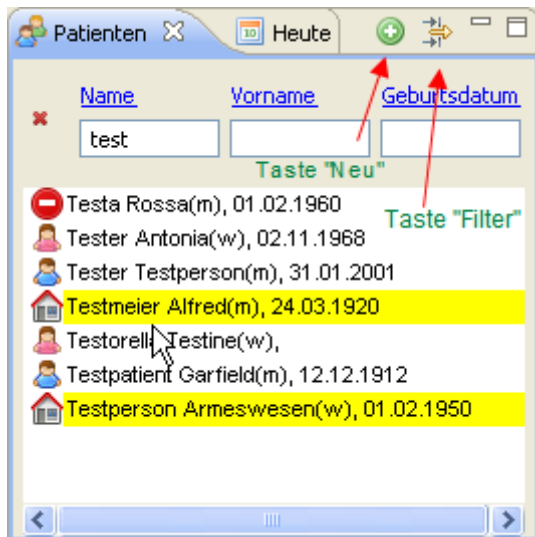 Patienten
Heute
Name Vorname Geburtsdatum
test
Taste "Neu"
Testa Rossa(m), 01.02.1960
Taste "Filter"
Tester Antonia(w), 02.11.1968
Tester Testperson(m), 31.01.2001
Testmeier Alfred(m), 24.03.1920
Testorella Testine(w),
Testpatient Garfield(m), 12.12.1912
Testperson Armeswesen(w), 01.02.1950